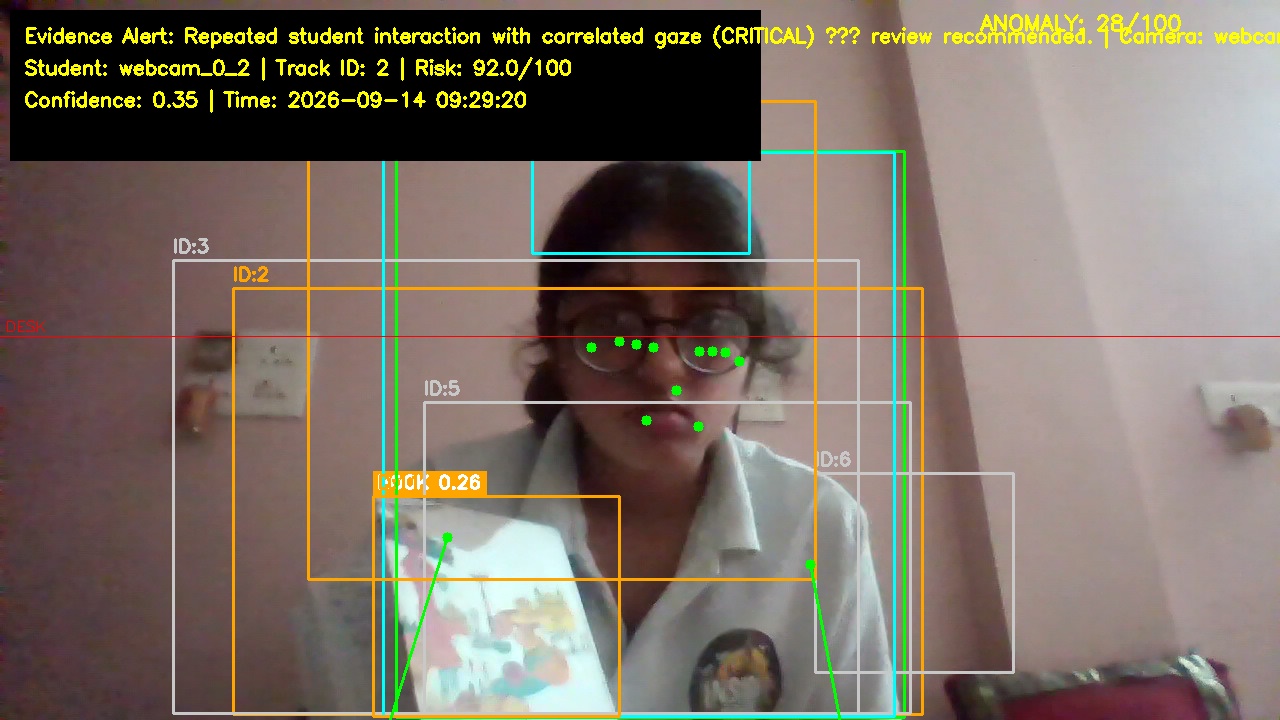 ANOMALY: 28/100
Evidence Alert: Repeated student interaction with correlated gaze (CRITICAL) ??? review recommended. | Camera: webca
Student: webcam_0_2 | Track ID: 2 | Risk: 92.0/100
Confidence: 0.35 | Time: 2026-09-14 09:29:20
ID:3
ID:2
DESK
ID:5
ID:6
BOOK 0.26